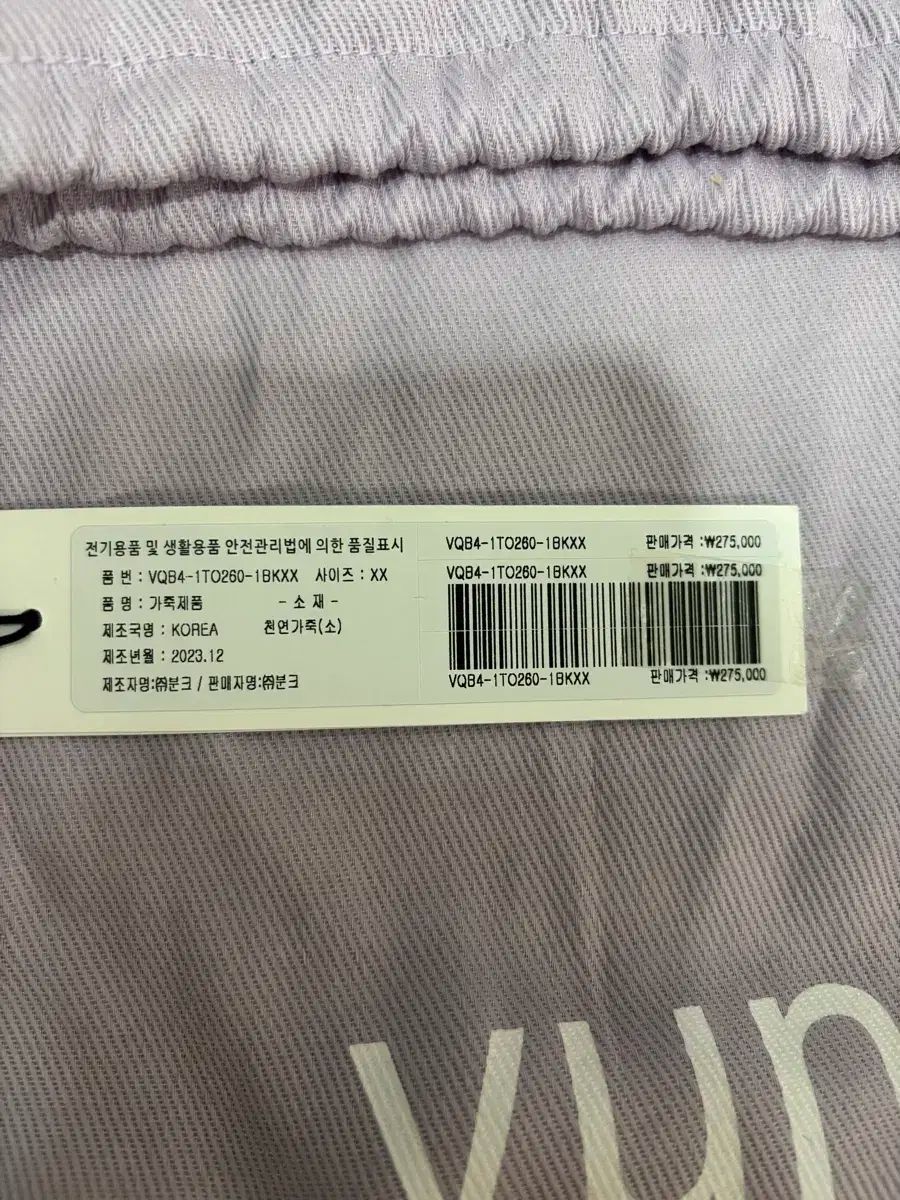 전기용품 및 생활용품 안전관리법에 의한 품질표시
품 번 : VQB4-1TO260-1BKXX 사이즈 : XX
품 명 : 가죽제품 - 소 재 -
제조국명 : KOREA 천연가죽(소)
제조년월 : 2023.12
제조자명:㈜분크 / 판매자명:㈜분크
VQB4-1TO260-1BKXX 판매가격 :₩275,000
VQB4-1TO260-1BKXX 판매가격 :₩275,000
VQB4-1TO260-1BKXX 판매가격 :₩275,000
vun